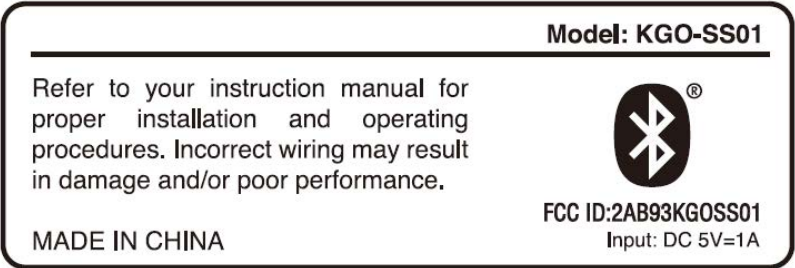 Model: KGO-SS01
Refer to your instruction manual for
proper installation and operating
procedures. Incorrect wiring may result
in damage and/or poor performance.
MADE IN CHINA
®
FCC ID:2AB93KGOSS01
Input: DC 5V=1A